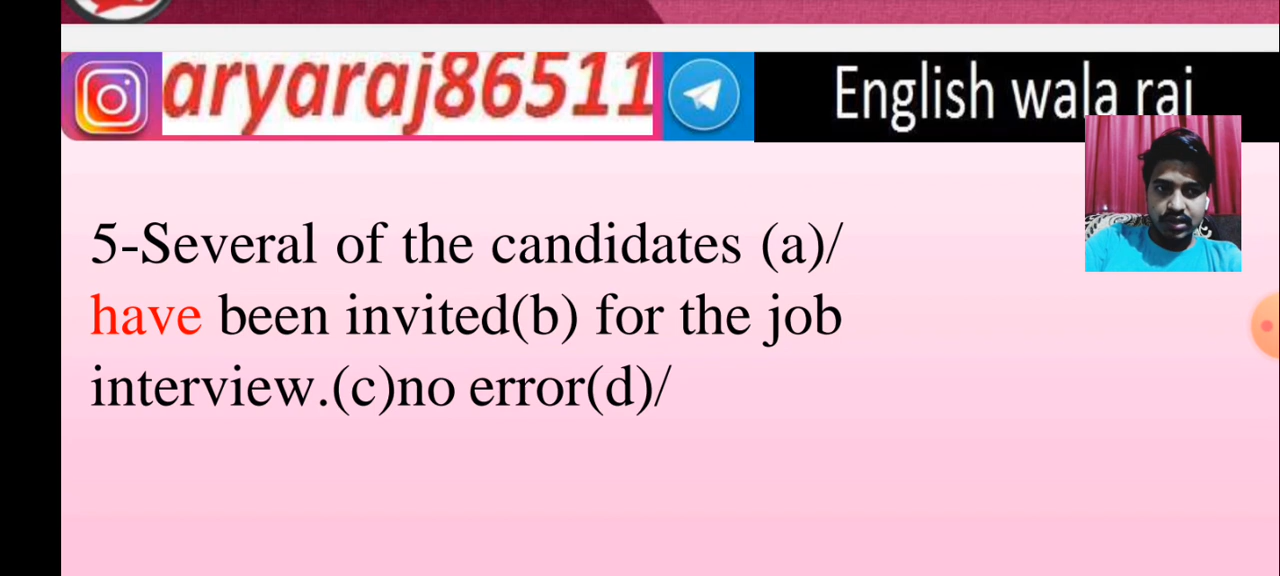 aryaraj86511 English wala raj
5-Several of the candidates (a)/
have been invited(b) for the job
interview.(c)no error(d)/